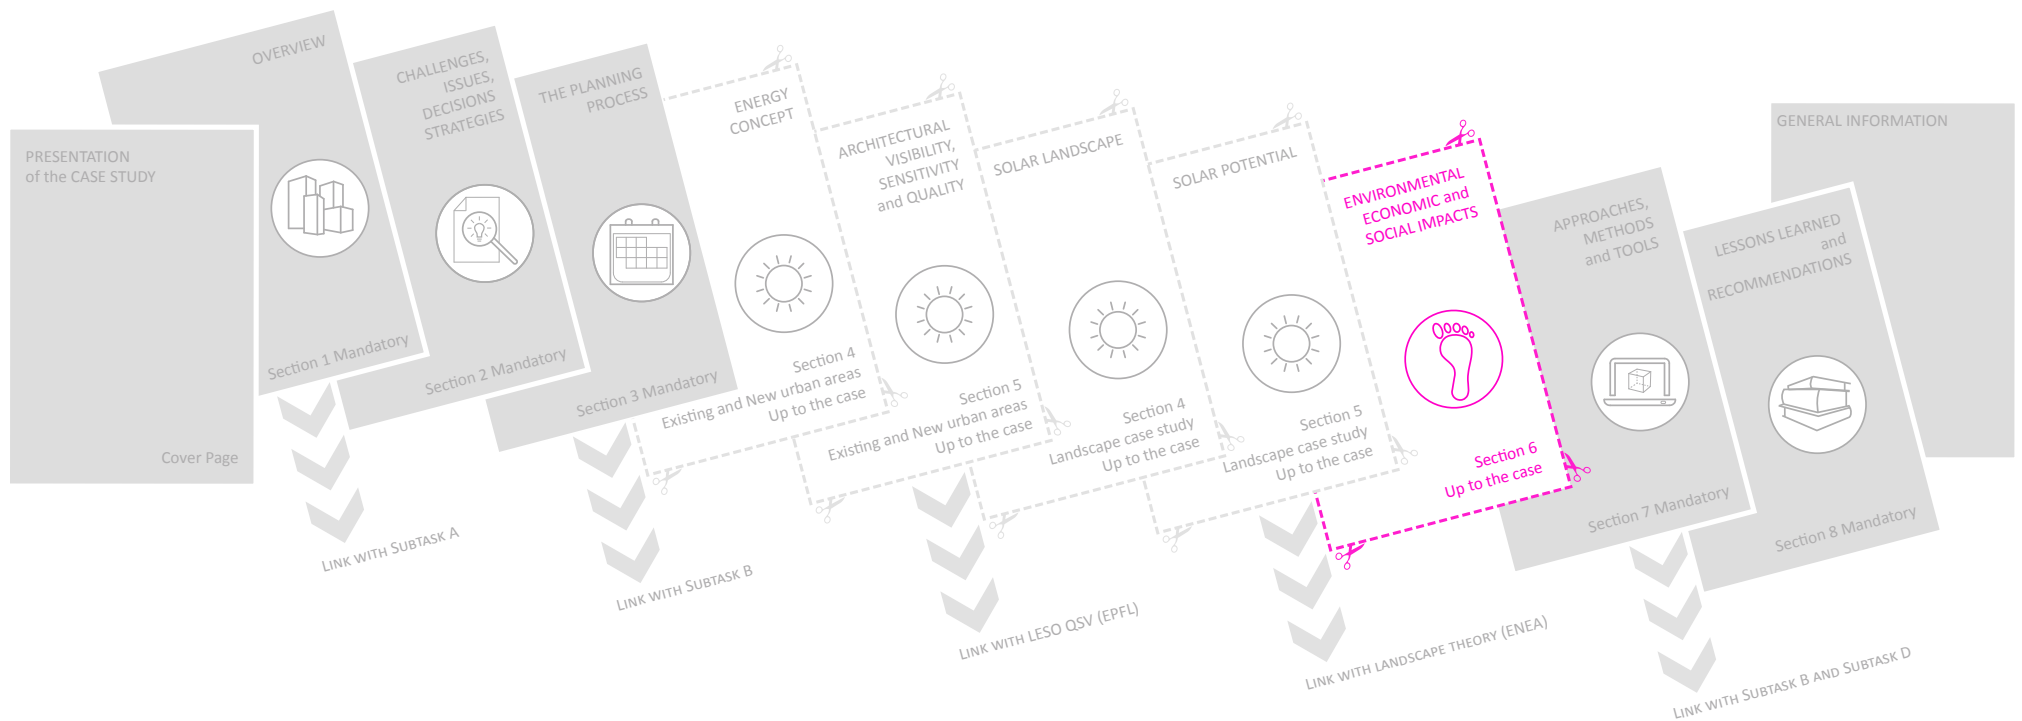 PRESENTATION
of the CASE STUDY
Cover Page
OVERVIEW
Section 1 Mandatory
CHALLENGES,
ISSUES,
DECISIONS
STRATEGIES
Section 2 Mandatory
THE PLANNING
PROCESS
Section 3 Mandatory
ENERGY
CONCEPT
Section 4
Existing and New urban areas
Up to the case
ARCHITECTURAL
VISIBILITY,
SENSITIVITY
and QUALITY
Section 5
Existing and New urban areas
Up to the case
SOLAR LANDSCAPE
Section 4
Landscape case study
Up to the case
SOLAR POTENTIAL
Section 5
Landscape case study
Up to the case
ENVIRONMENTAL
ECONOMIC and
SOCIAL IMPACTS
Section 6
Up to the case
APPROACHES,
METHODS
and TOOLS
Section 7 Mandatory
LESSONS LEARNED
and
RECOMMENDATIONS
Section 8 Mandatory
GENERAL INFORMATION
LINK WITH SUBTASK A
LINK WITH SUBTASK B
LINK WITH LESO QSV (EPFL)
LINK WITH LANDSCAPE THEORY (ENEA)
LINK WITH SUBTASK B AND SUBTASK D